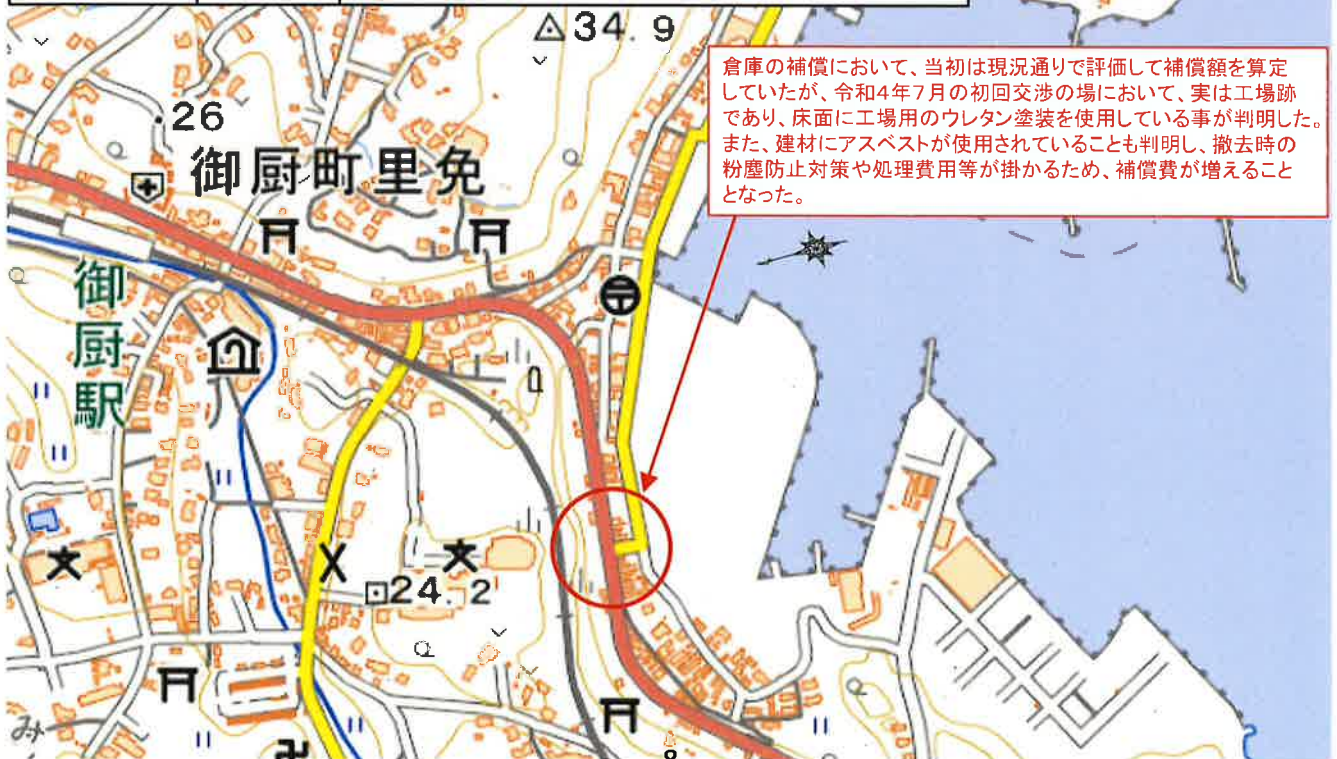 34.9
倉庫の補償において、当初は現況通りで評価して補償額を算定
していたが、令和4年7月の初回交渉の場において、実は工場跡
であり、床面に工場用のウレタン塗装を使用している事が判明した。
また、建材にアスベストが使用されていることも判明し、撤去時の
粉塵防止対策や処理費用等が掛かるため、補償費が増えること
となった。
26
御厨町里免
御厨駅
24.2
み